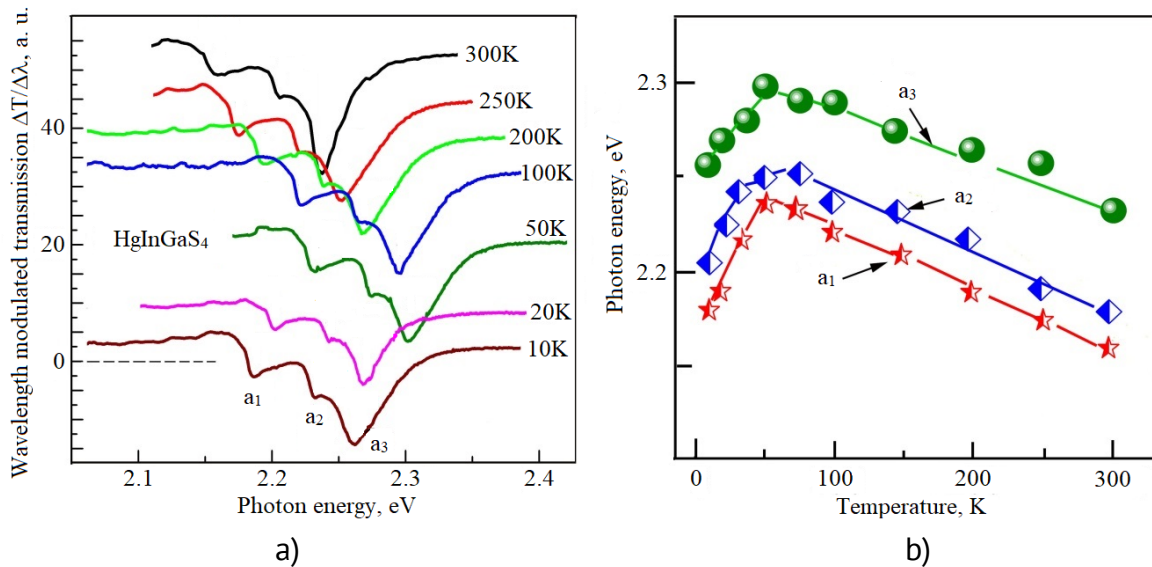 Wavelength modulated transmission ΔT/Δλ, a. u.
40
20
0
300K
250K
200K
100K
HgInGaS₄
50K
20K
10K
a₁
a₂
a₃
2.1
2.2
2.3
2.4
Photon energy, eV
a)
Photon energy, eV
2.3
2.2
a₃
a₂
a₁
0
100
200
300
Temperature, K
b)